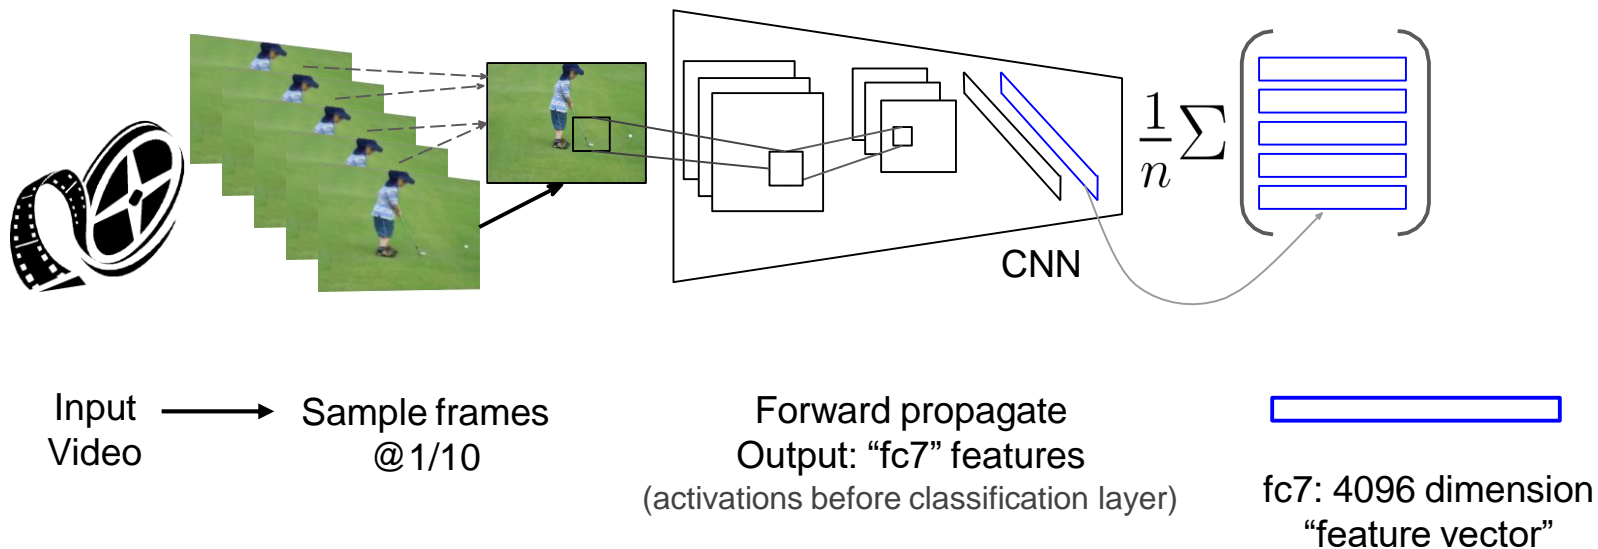 CNN
1
n
∑
Input
Video
Sample frames
@1/10
Forward propagate
Output: “fc7” features
(activations before classification layer)
fc7: 4096 dimension
“feature vector”